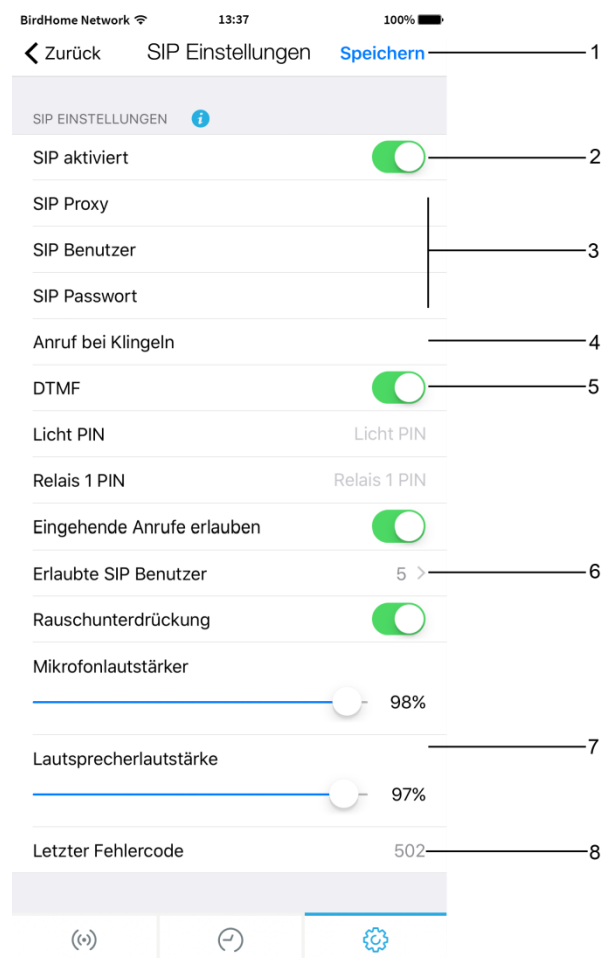 BirdHome Network 13:37 100%
Zurück SIP Einstellungen Speichern 1
SIP EINSTELLUNGEN i
SIP aktiviert 2
SIP Proxy
SIP Benutzer 3
SIP Passwort
Anruf bei Klingeln 4
DTMF 5
Licht PIN Licht PIN
Relais 1 PIN Relais 1 PIN
Eingehende Anrufe erlauben
Erlaubte SIP Benutzer 5 6
Rauschunterdrückung
Mikrofonlautstärker
98%
Lautsprecherlautstärke 7
97%
Letzter Fehlercode 502 8